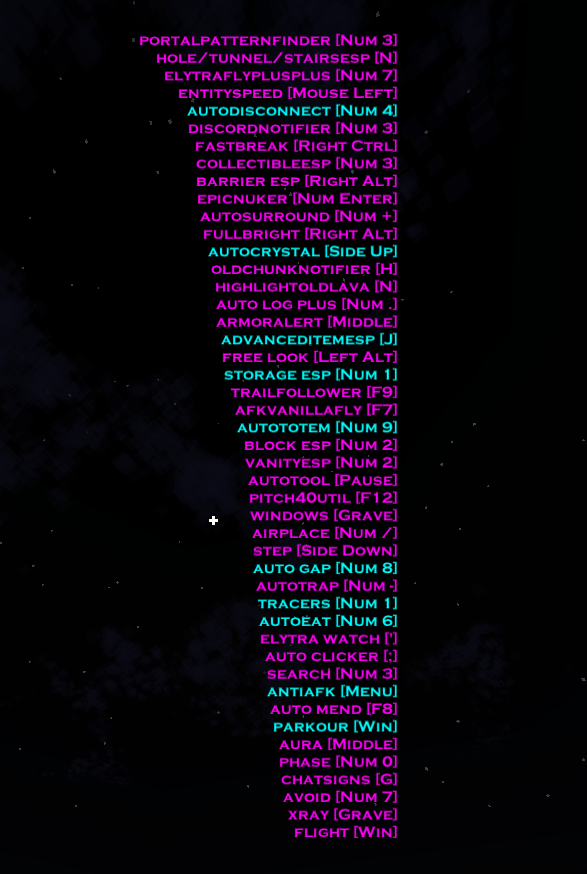 PORTALPATTERNFINDER [Num 3]
HOLE/TUNNEL/STAIRSESP [N]
ELYTRAFLYPLUSPLUS [Num 7]
ENTITYSPEED [Mouse Left]
AUTODISCONNECT [Num 4]
DISCORDNOTIFIER [Num 3]
FASTBREAK [Right Ctrl]
COLLECTIBLEESP [Num 3]
BARRIER ESP [Right Alt]
EPICNUKER [Num Enter]
AUTOSURROUND [Num +]
FULLBRIGHT [Right Alt]
AUTOCRYSTAL [Side Up]
OLDCHUNKNOTIFIER [H]
HIGHLIGHTOLDLAVA [N]
AUTO LOG PLUS [Num .]
ARMORALERT [Middle]
ADVANCEDITEMESP [J]
FREE LOOK [Left Alt]
STORAGE ESP [Num 1]
TRAILFOLLOWER [F9]
AFKVANILLAFLY [F7]
AUTOTOTEM [Num 9]
BLOCK ESP [Num 2]
VANITYESP [Num 2]
AUTOTOOL [Pause]
PITCH40UTIL [F12]
WINDOWS [Grave]
AIRPLACE [Num /]
STEP [Side Down]
AUTO GAP [Num 8]
AUTOTRAP [Num -]
TRACERS [Num 1]
AUTOEAT [Num 6]
ELYTRA WATCH [']
AUTO CLICKER [;]
SEARCH [Num 3]
ANTIAFK [Menu]
AUTO MEND [F8]
PARKOUR [Win]
AURA [Middle]
PHASE [Num 0]
CHATSIGNS [G]
AVOID [Num 7]
XRAY [Grave]
FLIGHT [Win]